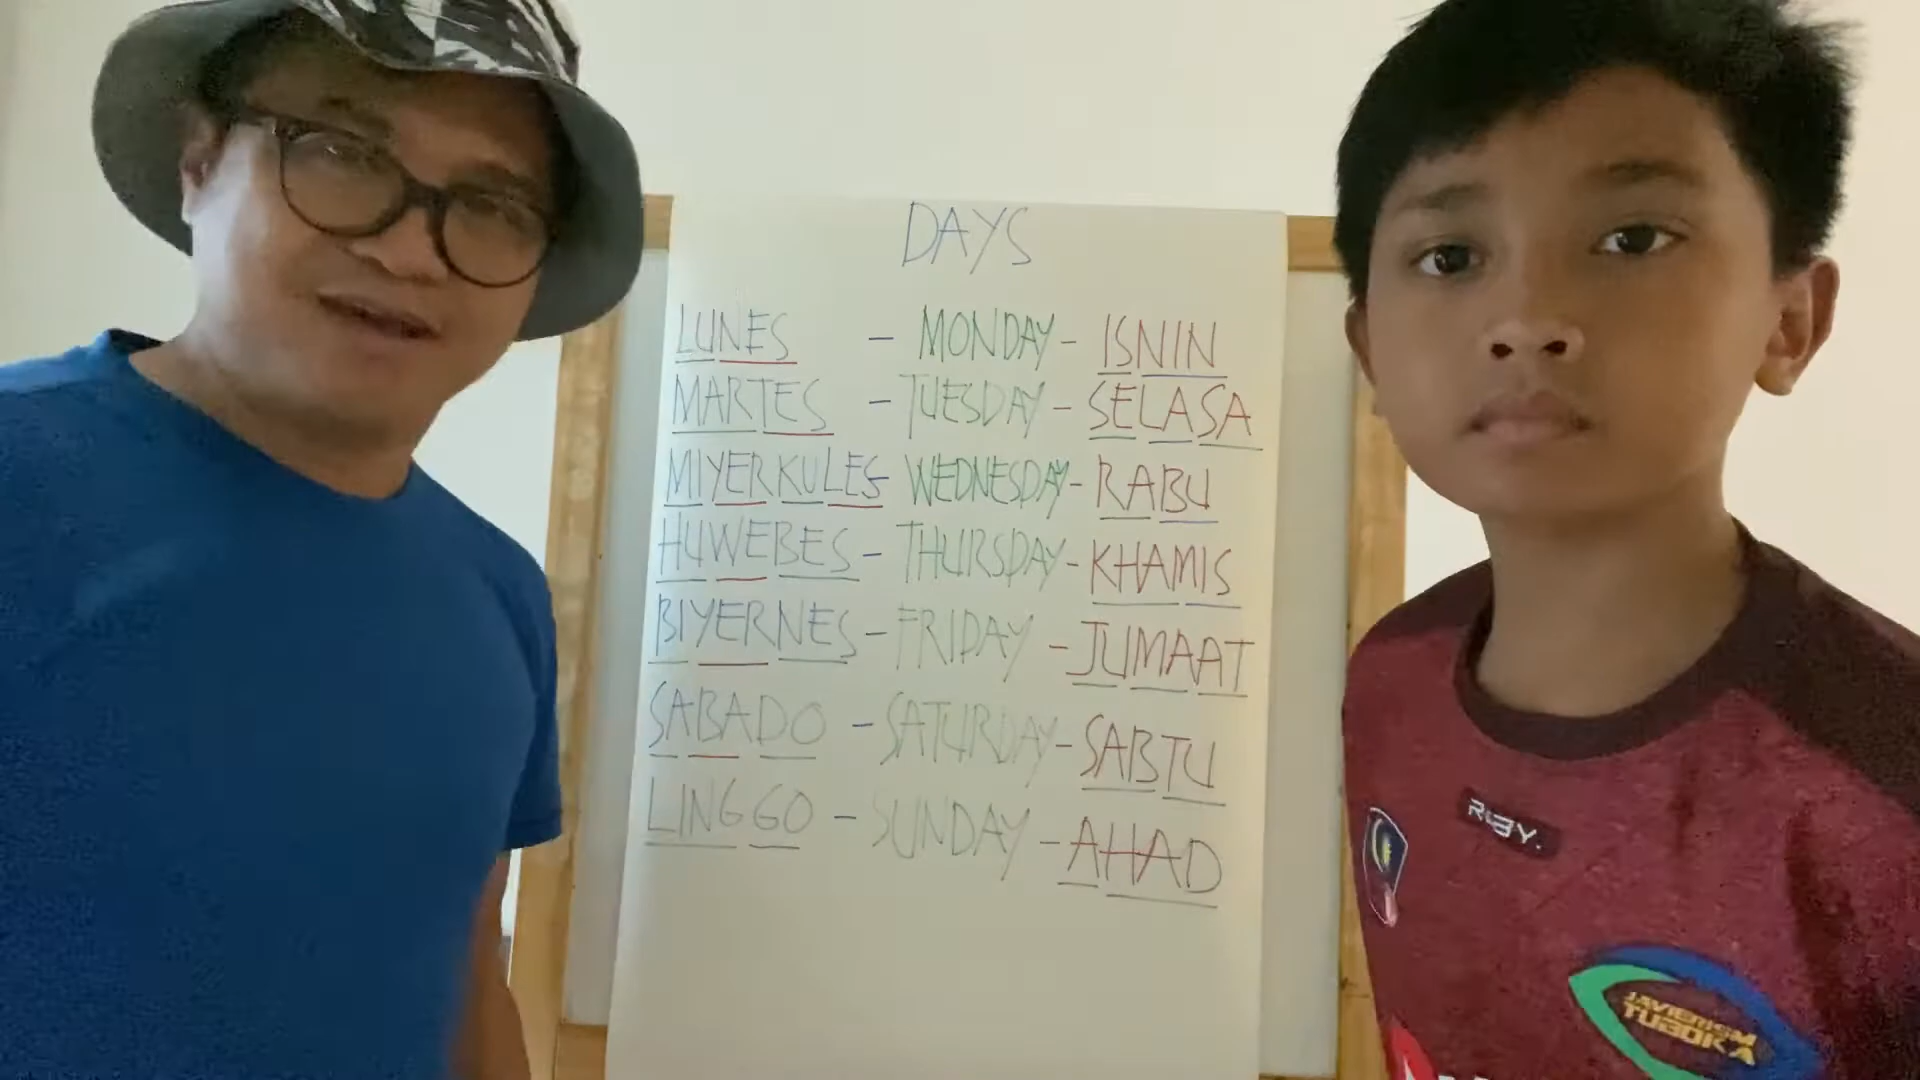 DAYS
LUNES - MONDAY - ISNIN
MARTES - TUESDAY - SELASA
MIYERKULES - WEDNESDAY - RABU
HUWEBES - THURSDAY - KHAMIS
BIYERNES - FRIDAY - JUMAAT
SABADO - SATURDAY - SABTU
LINGGO - SUNDAY - AHAD